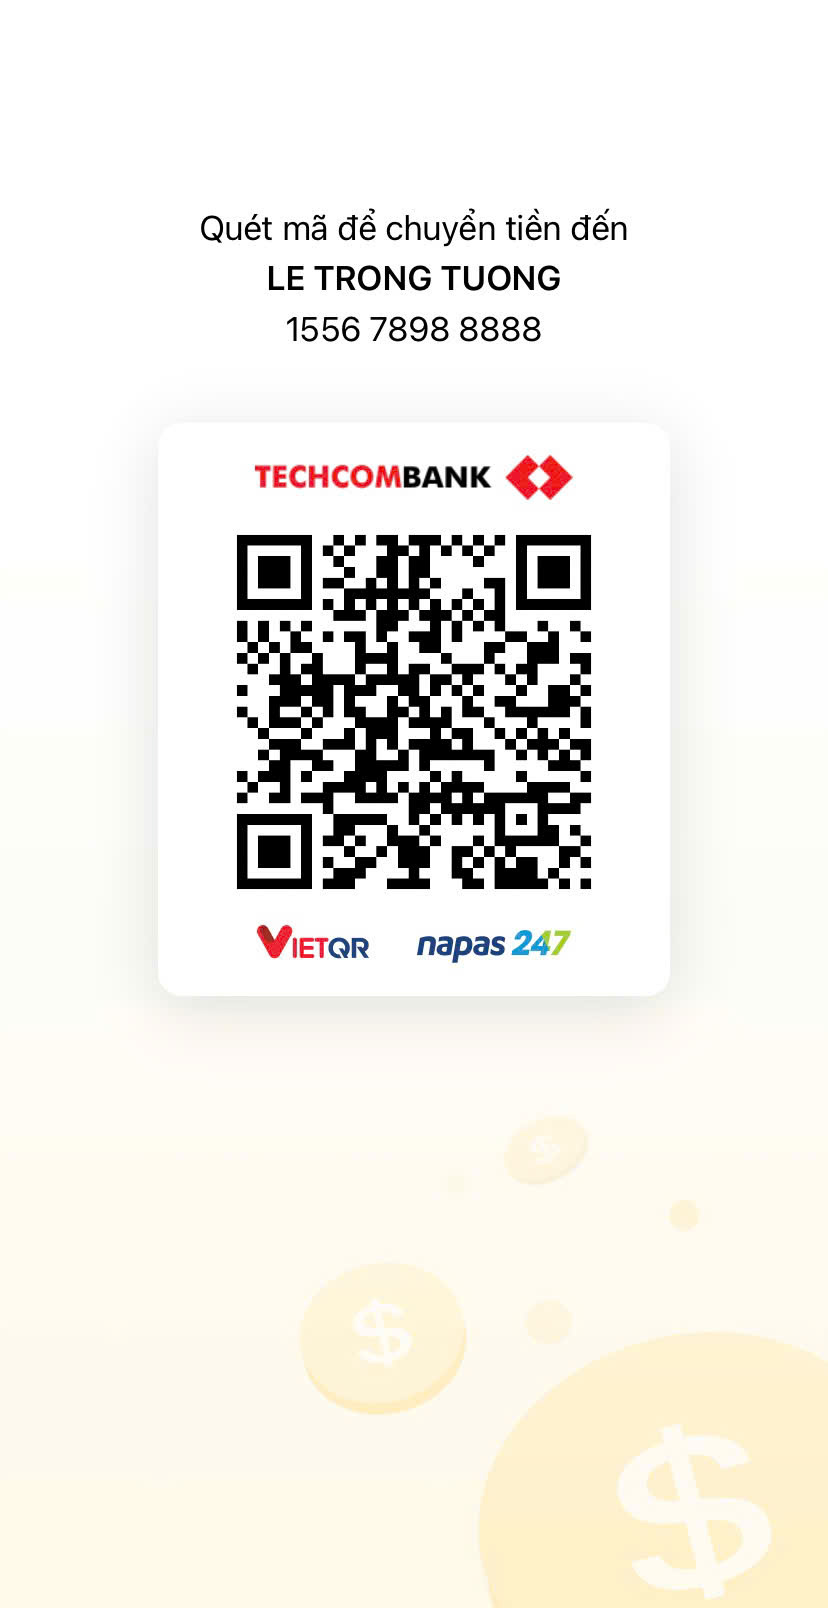 Quét mã để chuyển tiền đến
LE TRONG TUONG
1556 7898 8888
TECHCOMBANK
VIETQR
napas 247
$
$
$